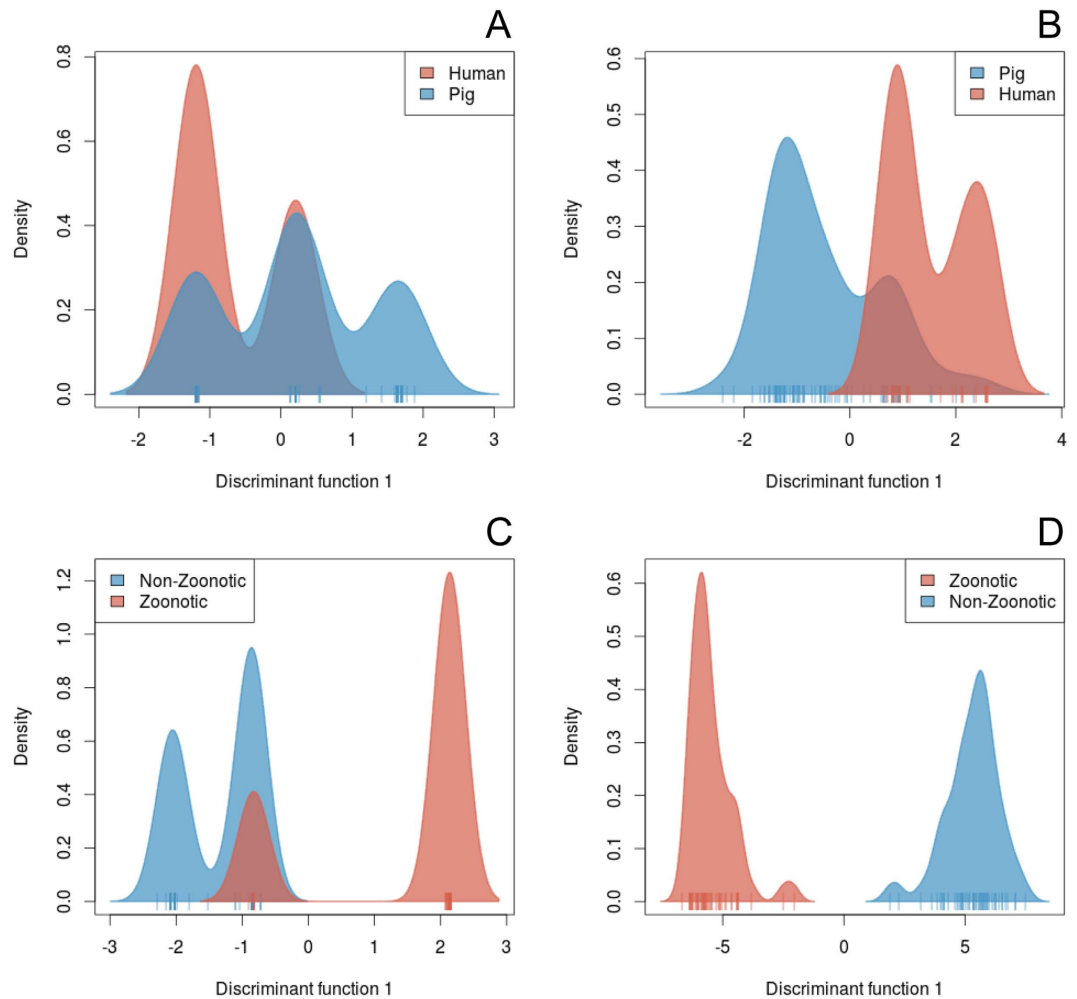 A
Human
Pig
0.8
0.6
0.4
0.2
0.0
Density
-2 -1 0 1 2 3
Discriminant function 1
B
Pig
Human
0.6
0.5
0.4
0.3
0.2
0.1
0.0
Density
-2 0 2 4
Discriminant function 1
C
Non-Zoonotic
Zoonotic
1.2
1.0
0.8
0.6
0.4
0.2
0.0
Density
-3 -2 -1 0 1 2 3
Discriminant function 1
D
Zoonotic
Non-Zoonotic
0.6
0.5
0.4
0.3
0.2
0.1
0.0
Density
-5 0 5
Discriminant function 1